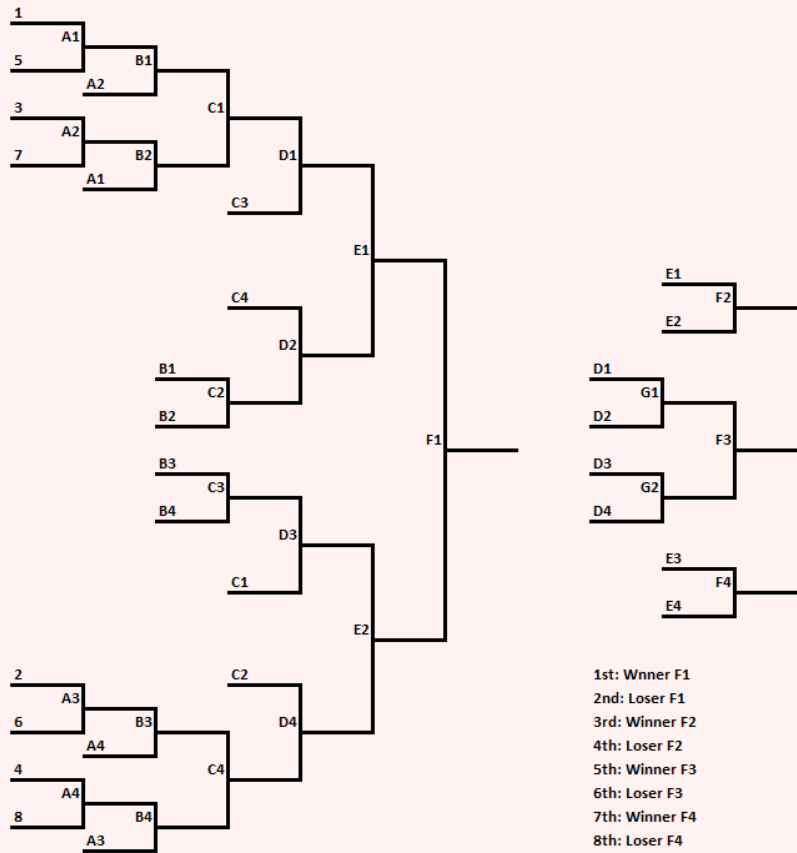 1
A1
5
B1
A2
3
C1
A2
7
B2
D1
A1
C3
E1
C4
D2
B1
C2
B2
F1
B3
C3
B4
D3
C1
E2
2
C2
A3
6
B3
D4
A4
C4
4
A4
8
B4
A3
E1
F2
E2
D1
G1
D2
F3
D3
G2
D4
E3
F4
E4
1st: Wnner F1
2nd: Loser F1
3rd: Winner F2
4th: Loser F2
5th: Winner F3
6th: Loser F3
7th: Winner F4
8th: Loser F4